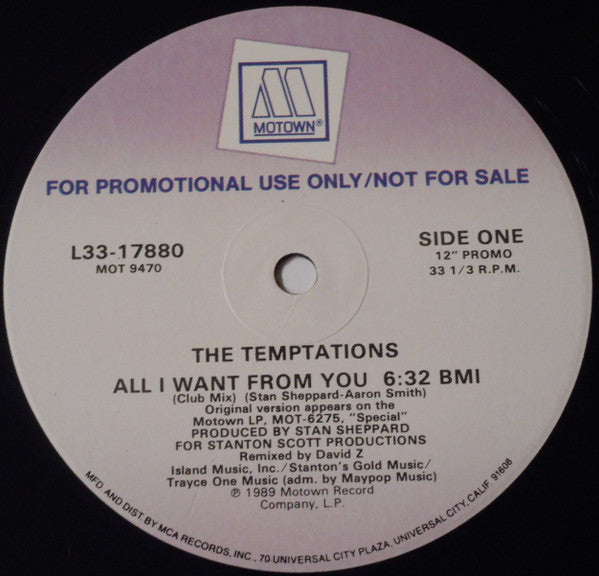 MOTOWN®
FOR PROMOTIONAL USE ONLY/NOT FOR SALE
L33-17880
MOT 9470
SIDE ONE
12" PROMO
33 1/3 R.P.M.
THE TEMPTATIONS
ALL I WANT FROM YOU 6:32 BMI
(Club Mix) (Stan Sheppard-Aaron Smith)
Original version appears on the
Motown LP, MOT-6275, "Special"
PRODUCED BY STAN SHEPPARD
FOR STANTON SCOTT PRODUCTIONS
Remixed by David Z
Island Music, Inc./Stanton's Gold Music/
Trayce One Music (adm. by Maypop Music)
℗ 1989 Motown Record
Company, L.P.
MFD. AND DIST. BY MCA RECORDS, INC., 70 UNIVERSAL CITY PLAZA, UNIVERSAL CITY, CALIF. 91608